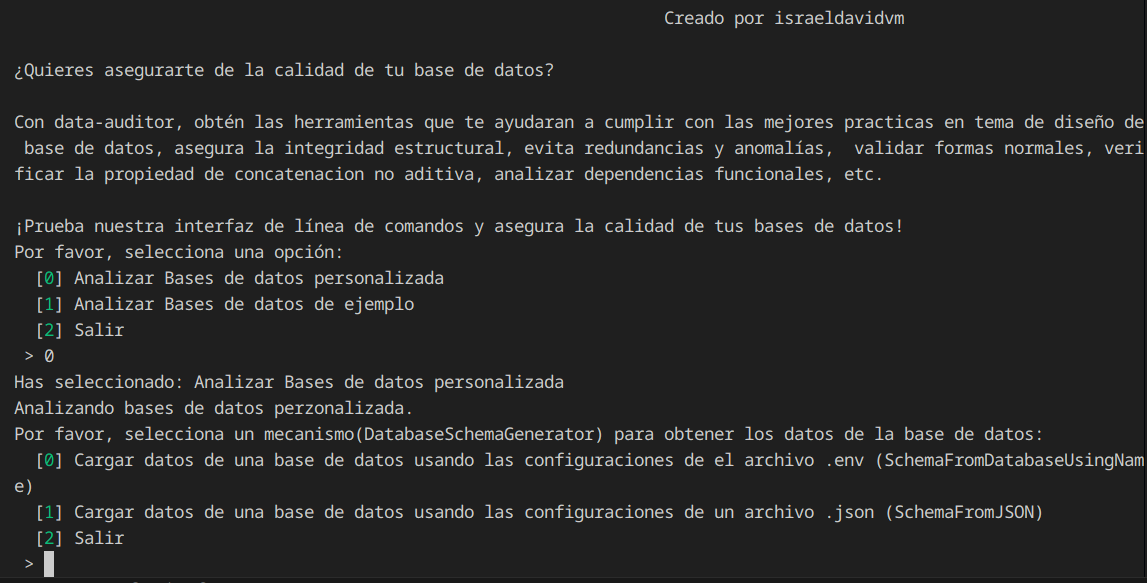 Creado por israeldavidvm
¿Quieres asegurarte de la calidad de tu base de datos?
Con data-auditor, obtén las herramientas que te ayudaran a cumplir con las mejores practicas en tema de diseño de
base de datos, asegura la integridad estructural, evita redundancias y anomalías,  validar formas normales, veri
ficar la propiedad de concatenacion no aditiva, analizar dependencias funcionales, etc.
¡Prueba nuestra interfaz de línea de comandos y asegura la calidad de tus bases de datos!
Por favor, selecciona una opción:
[0] Analizar Bases de datos personalizada
[1] Analizar Bases de datos de ejemplo
[2] Salir
> 0
Has seleccionado: Analizar Bases de datos personalizada
Analizando bases de datos perzonalizada.
Por favor, selecciona un mecanismo(DatabaseSchemaGenerator) para obtener los datos de la base de datos:
[0] Cargar datos de una base de datos usando las configuraciones de el archivo .env (SchemaFromDatabaseUsingNam
e)
[1] Cargar datos de una base de datos usando las configuraciones de un archivo .json (SchemaFromJSON)
[2] Salir
>